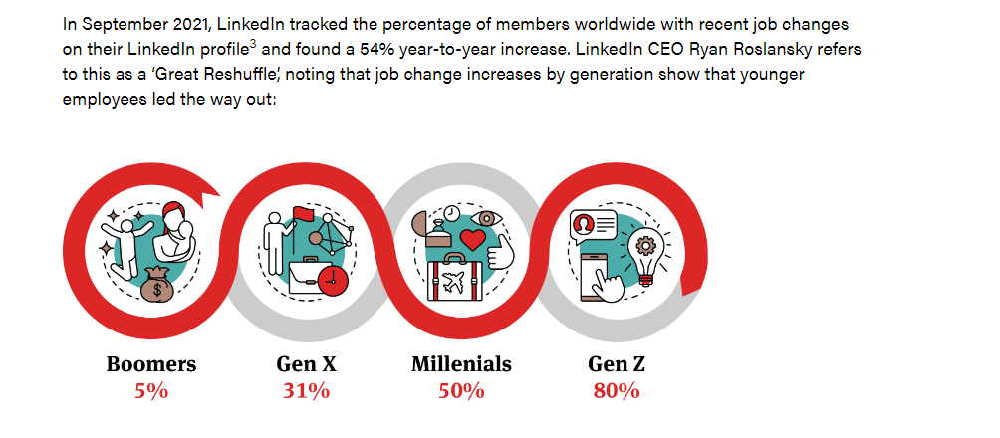 In September 2021, LinkedIn tracked the percentage of members worldwide with recent job changes
on their LinkedIn profile³ and found a 54% year-to-year increase. LinkedIn CEO Ryan Roslansky refers
to this as a ‘Great Reshuffle’, noting that job change increases by generation show that younger
employees led the way out:
$
Boomers Gen X Millenials Gen Z
5% 31% 50% 80%